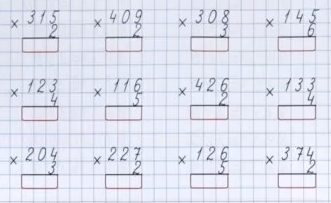 × 315 × 409 × 308 × 145
2 2 3 6
× 123 × 116 × 426 × 133
4 5 2 4
× 204 × 227 × 126 × 374
3 2 5 2